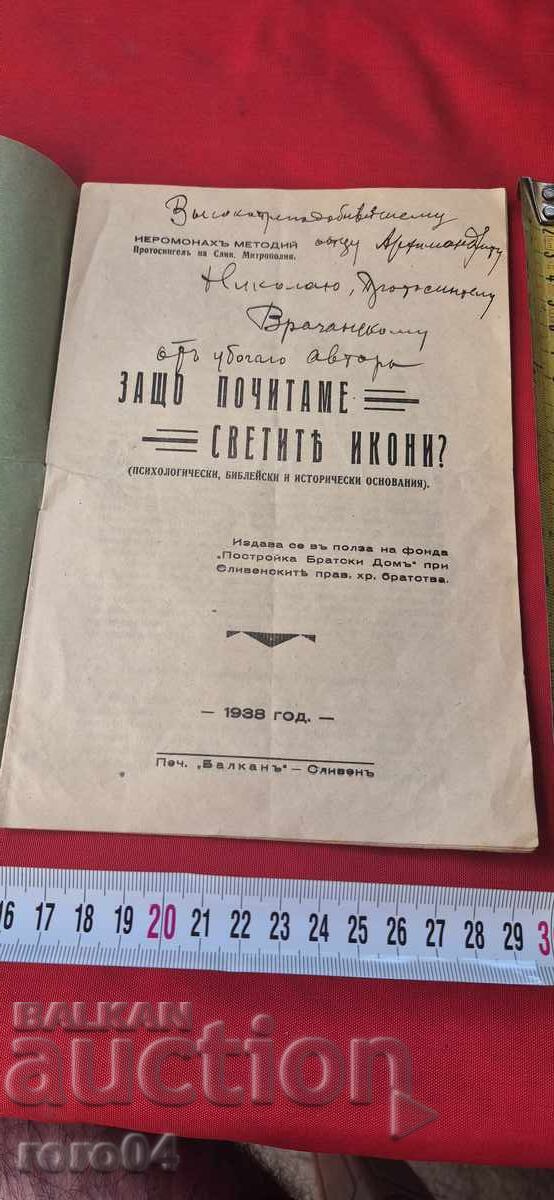 Высокопреподобнѣйшему
отцу Архимандриту
ИЕРОМОНАХЪ МЕТОДИЙ
Протосингелъ на Слив. Митрополия.
Николаю, Протосингелу
Врачанскому
отъ убогаго автора
ЗАЩО ПОЧИТАМЕ
СВЕТИТѢ ИКОНИ?
(ПСИХОЛОГИЧЕСКИ, БИБЛЕЙСКИ И ИСТОРИЧЕСКИ ОСНОВАНИЯ).
Издава се въ полза на фонда
„Постройка Братски Домъ" при
Сливенскитѣ прав. хр. братства.
— 1938 год. —
Печ. „Балканъ" — Сливенъ
16 17 18 19 20 21 22 23 24 25 26 27 28 29 30
BALKAN
auction
roro04